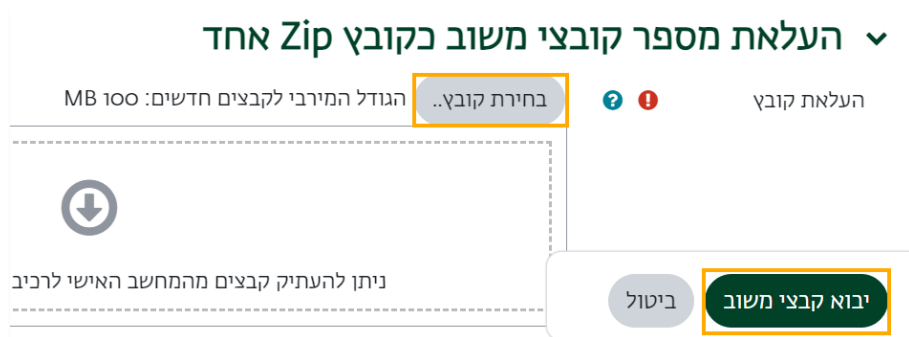 העלאת מספר קובצי משוב כקובץ Zip אחד
העלאת קובץ
בחירת קובץ..
הגודל המירבי לקבצים חדשים: 100 MB
ניתן להעתיק קבצים מהמחשב האישי לרכיב
יבוא קבצי משוב
ביטול